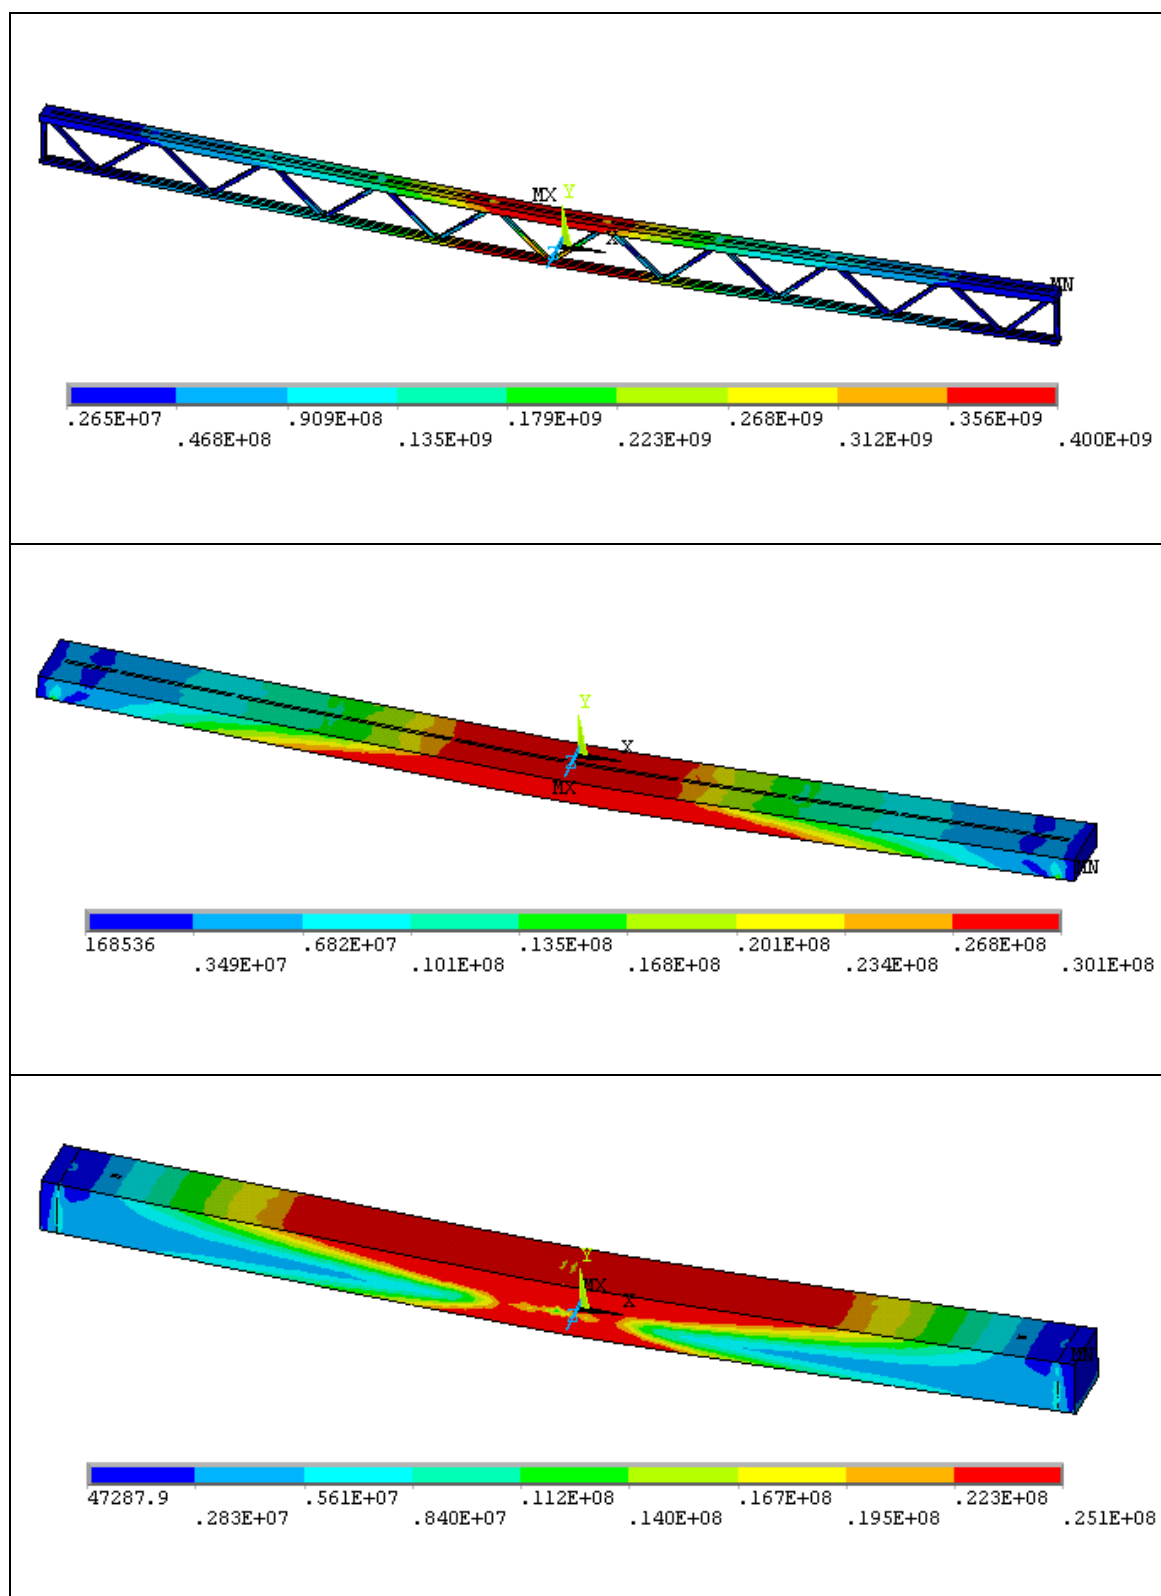 MX Y
X
Z
MN
.265E+07 .909E+08 .179E+09 .268E+09 .356E+09
.468E+08 .135E+09 .223E+09 .312E+09 .400E+09
Y
X
Z
MX
MN
168536 .682E+07 .135E+08 .201E+08 .268E+08
.349E+07 .101E+08 .168E+08 .234E+08 .301E+08
Y
MX
X
Z
MN
47287.9 .561E+07 .112E+08 .167E+08 .223E+08
.283E+07 .840E+07 .140E+08 .195E+08 .251E+08